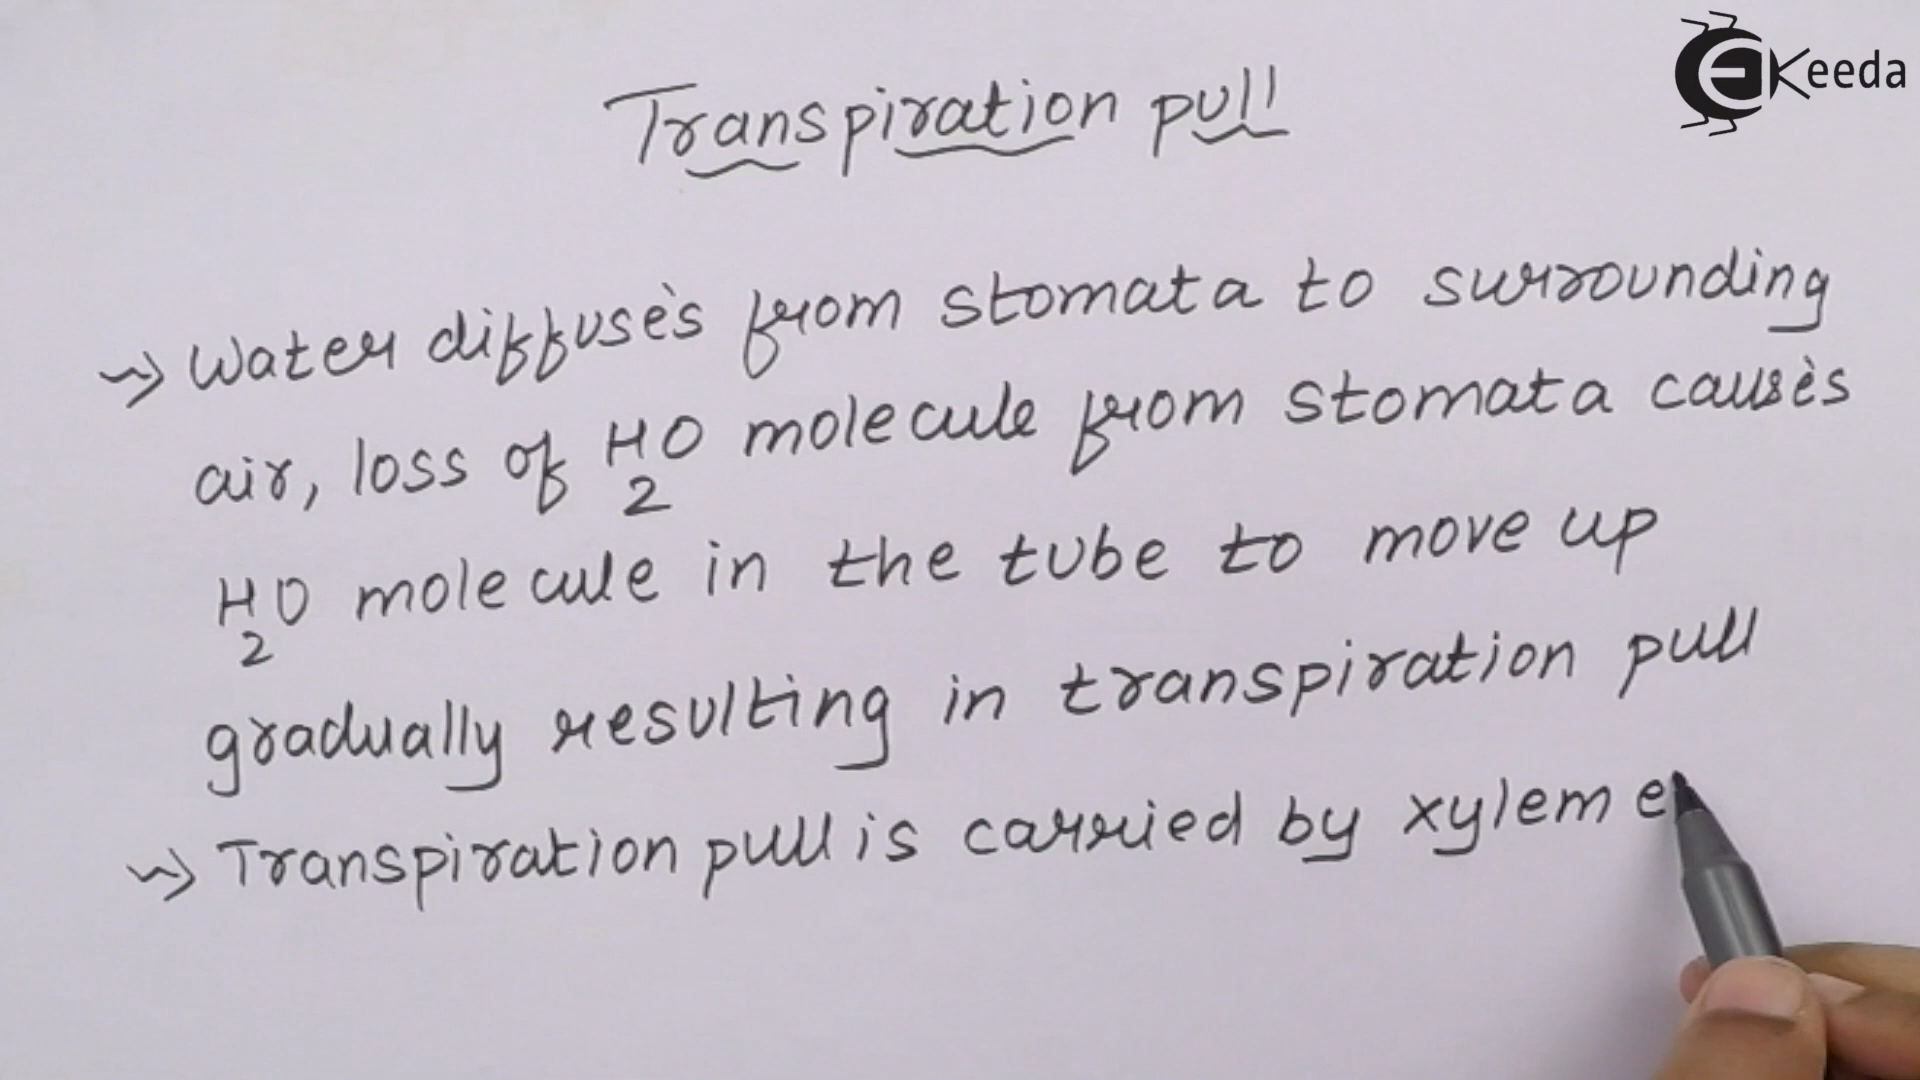 Transpiration pull
EKeeda
⇝ Water diffuses from stomata to surrounding
air, loss of H2O molecule from stomata causes
H2O molecule in the tube to move up
gradually resulting in transpiration pull
⇝ Transpiration pull is carried by xylem e